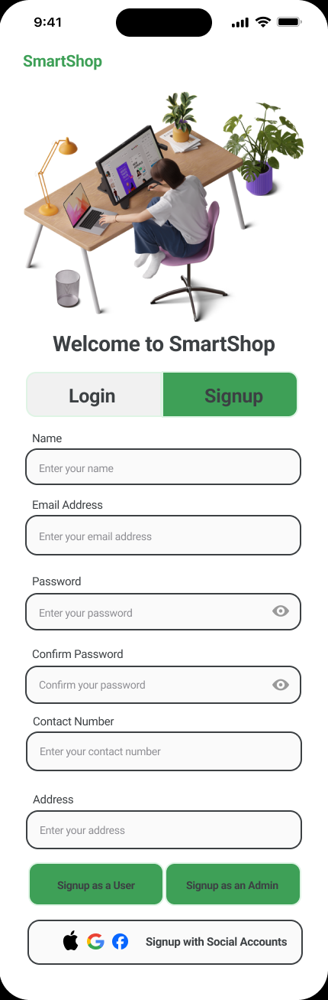 9:41
SmartShop
Welcome to SmartShop
Login Signup
Name
Enter your name
Email Address
Enter your email address
Password
Enter your password
Confirm Password
Confirm your password
Contact Number
Enter your contact number
Address
Enter your address
Signup as a User Signup as an Admin
Signup with Social Accounts